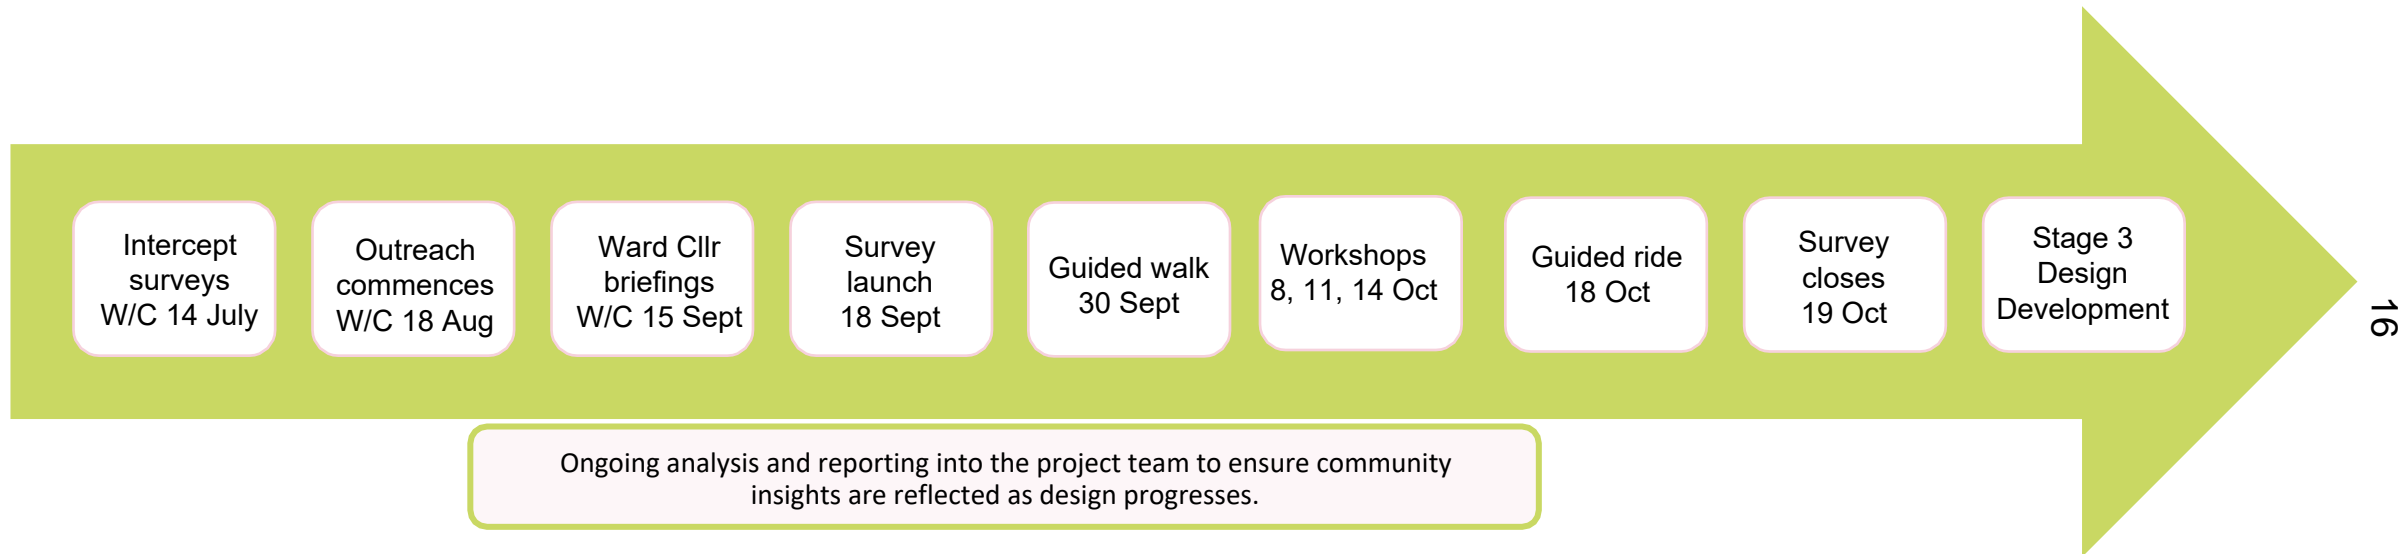 Intercept
surveys
W/C 14 July
Outreach
commences
W/C 18 Aug
Ward Cllr
briefings
W/C 15 Sept
Survey
launch
18 Sept
Guided walk
30 Sept
Workshops
8, 11, 14 Oct
Guided ride
18 Oct
Survey
closes
19 Oct
Stage 3
Design
Development
16
Ongoing analysis and reporting into the project team to ensure community
insights are reflected as design progresses.